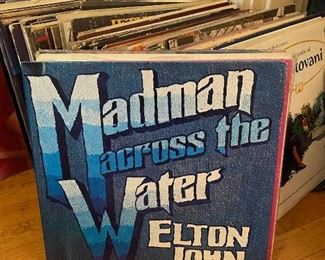 Madman
across the
Water
ELTON
JOHN
tovani